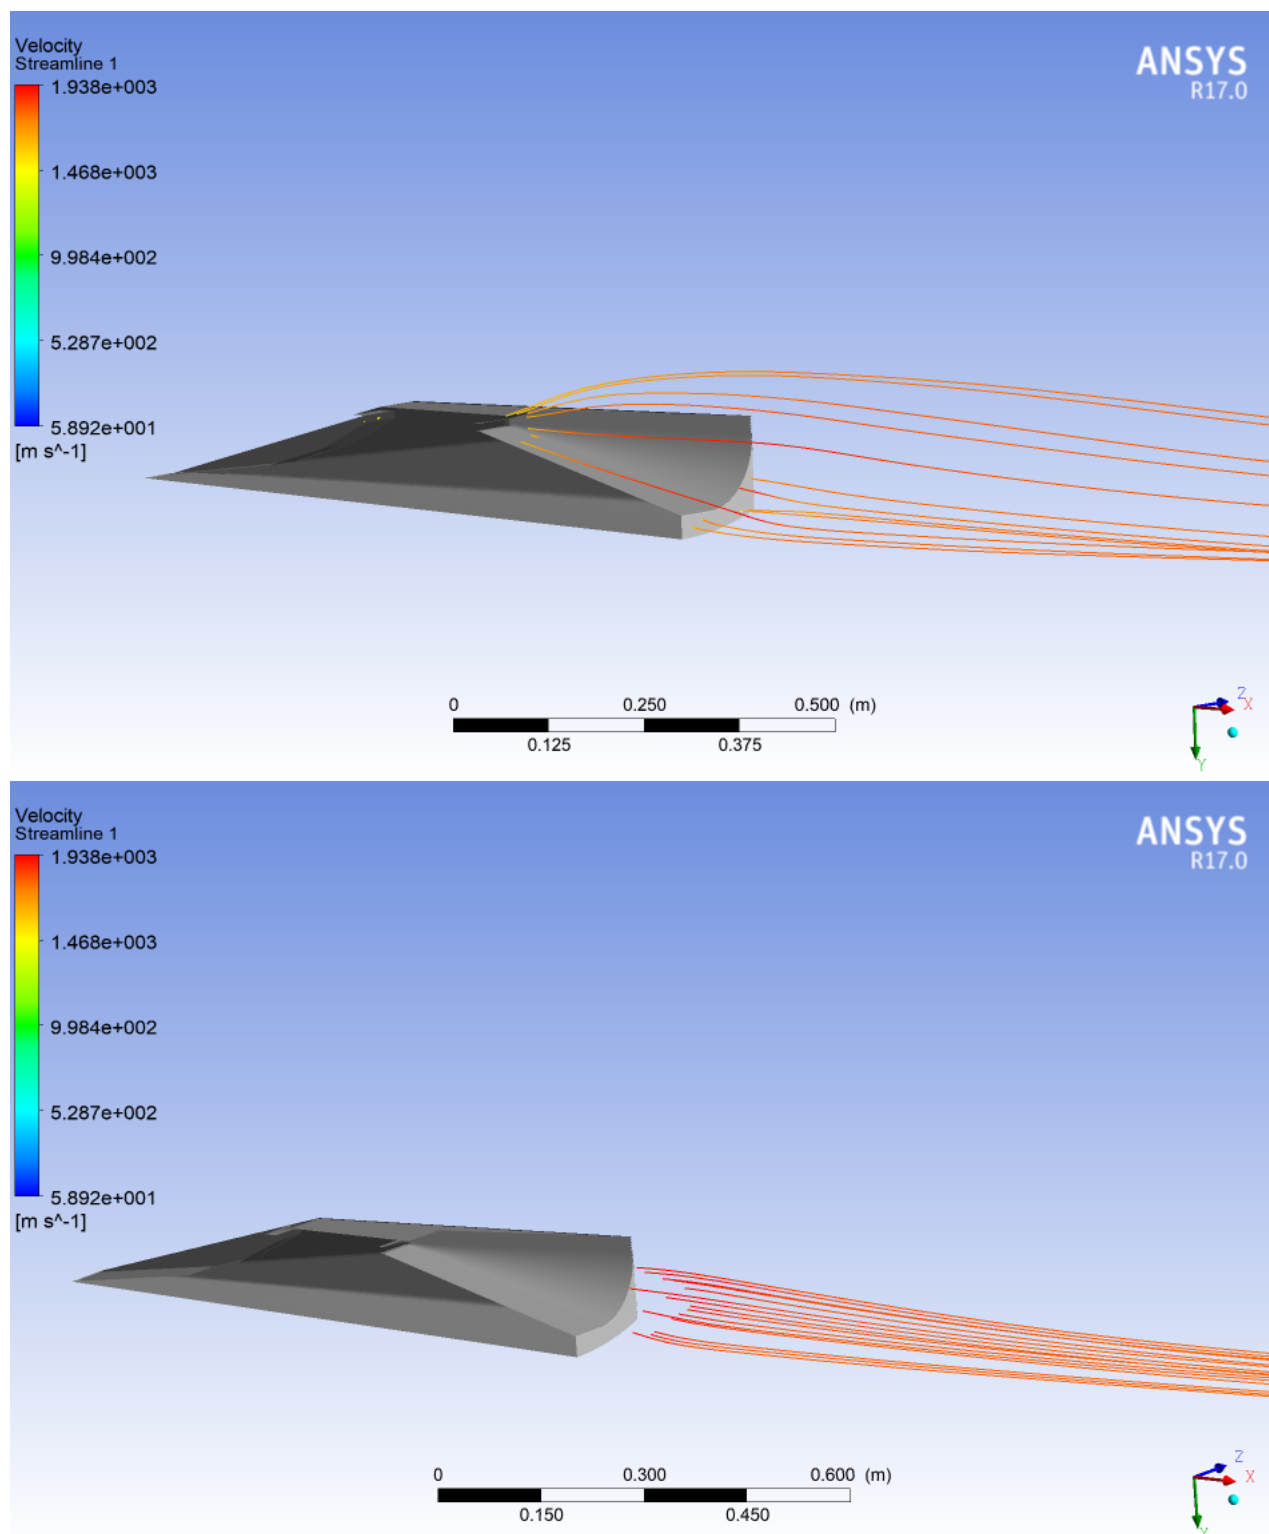 Velocity
Streamline 1
1.938e+003
1.468e+003
9.984e+002
5.287e+002
5.892e+001
[m s^-1]
ANSYS
R17.0
0 0.250 0.500 (m)
0.125 0.375
Z
X
Y
Velocity
Streamline 1
1.938e+003
1.468e+003
9.984e+002
5.287e+002
5.892e+001
[m s^-1]
ANSYS
R17.0
0 0.300 0.600 (m)
0.150 0.450
Z
X
Y